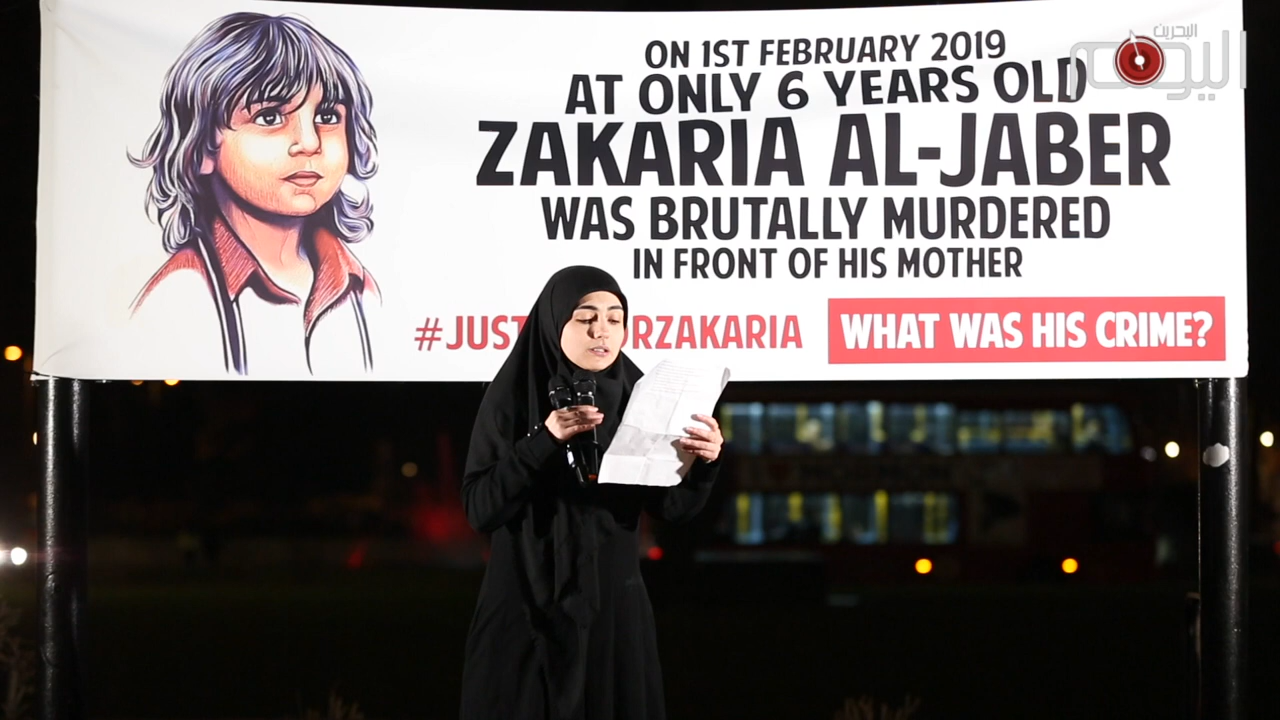 البحرين
اليوم
ON 1ST FEBRUARY 2019
AT ONLY 6 YEARS OLD
ZAKARIA AL-JABER
WAS BRUTALLY MURDERED
IN FRONT OF HIS MOTHER
#JUST RZAKARIA
WHAT WAS HIS CRIME?